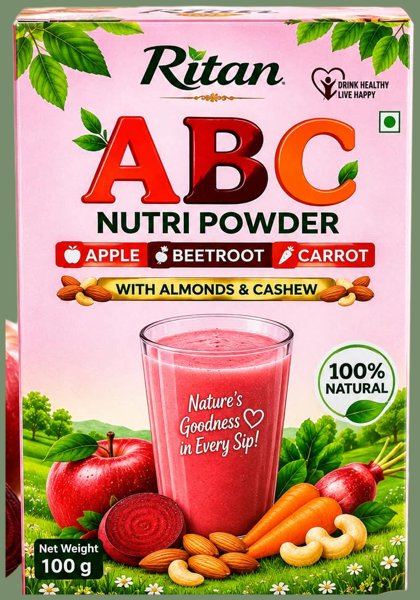 Ritan
DRINK HEALTHY
LIVE HAPPY
ABC
NUTRI POWDER
APPLE BEETROOT CARROT
WITH ALMONDS & CASHEW
100%
NATURAL
Nature's
Goodness
in Every Sip!
Net Weight
100 g